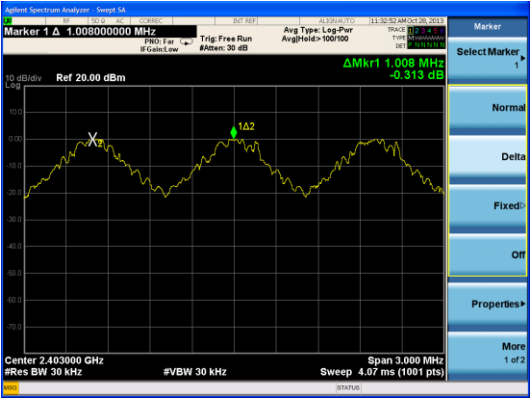 Agilent Spectrum Analyzer - Swept SA
RF 50 Ω AC CORREC INT REF ALIGNAUTO 11:32:52 AM Oct 28, 2013
Marker 1 Δ 1.008000000 MHz
PNO: Far Trig: Free Run
IFGain:Low #Atten: 30 dB
Avg Type: Log-Pwr
Avg|Hold:>100/100
TRACE 1 2 3 4 5 6
TYPE M
DET P N N N N N
ΔMkr1 1.008 MHz
-0.313 dB
10 dB/div Ref 20.00 dBm
Log
10.0
0.00
-10.0
-20.0
-30.0
-40.0
-50.0
-60.0
-70.0
1Δ2
2
Center 2.403000 GHz Span 3.000 MHz
#Res BW 30 kHz #VBW 30 kHz Sweep 4.07 ms (1001 pts)
MSG STATUS
Marker
Select Marker
1
Normal
Delta
Fixed
Off
Properties
More
1 of 2